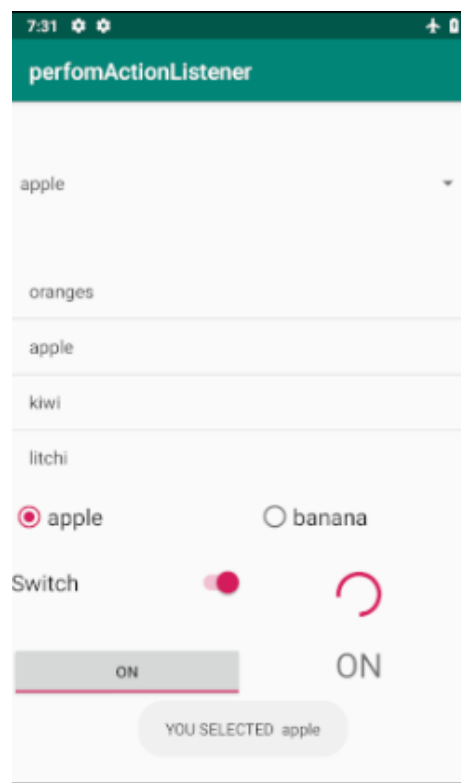 7:31
perfomActionListener
apple
oranges
apple
kiwi
litchi
apple banana
Switch
ON ON
YOU SELECTED apple